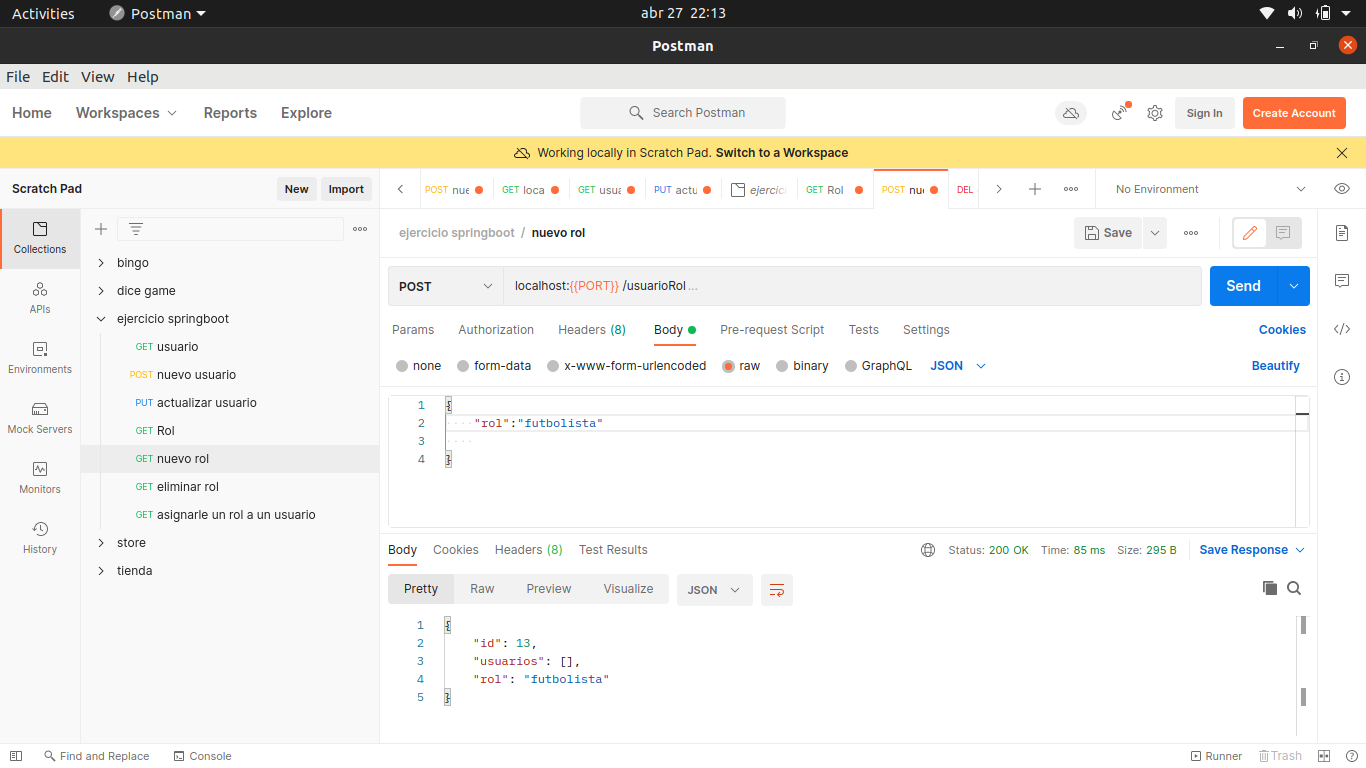 Activities Postman abr 27 22:13
Postman
File Edit View Help
Home Workspaces Reports Explore Search Postman Sign In Create Account
Working locally in Scratch Pad. Switch to a Workspace
Scratch Pad New Import POST nue GET loca GET usua PUT actu ejercic GET Rol POST nu DEL No Environment
Collections
APIs
Environments
Mock Servers
Monitors
History
bingo
dice game
ejercicio springboot
GET usuario
POST nuevo usuario
PUT actualizar usuario
GET Rol
GET nuevo rol
GET eliminar rol
GET asignarle un rol a un usuario
store
tienda
ejercicio springboot / nuevo rol Save
POST localhost:{{PORT}} /usuarioRol ... Send
Params Authorization Headers (8) Body Pre-request Script Tests Settings Cookies
none form-data x-www-form-urlencoded raw binary GraphQL JSON Beautify
1 {
2 "rol":"futbolista"
3
4 }
Body Cookies Headers (8) Test Results Status: 200 OK Time: 85 ms Size: 295 B Save Response
Pretty Raw Preview Visualize JSON
1 {
2 "id": 13,
3 "usuarios": [],
4 "rol": "futbolista"
5 }
Find and Replace Console Runner Trash